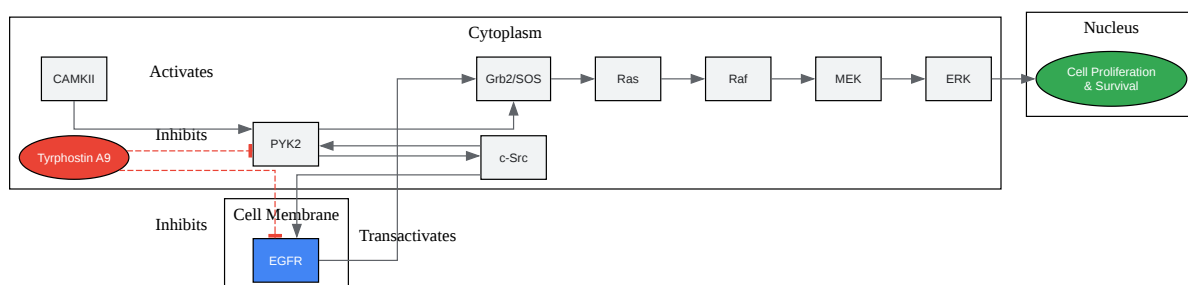 Cytoplasm
Nucleus
CAMKII
Activates
Grb2/SOS
Ras
Raf
MEK
ERK
Cell Proliferation
& Survival
Inhibits
PYK2
Tyrphostin A9
c-Src
Inhibits
Cell Membrane
Transactivates
EGFR